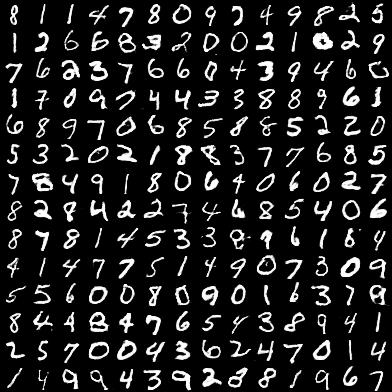 8 1 1 4 7 8 0 9 2 4 9 8 2 5
1 2 6 6 8 3 2 0 0 2 1 0 2 9
7 6 2 3 7 6 6 0 4 3 9 4 6 0
1 7 0 9 7 4 4 3 3 8 8 9 6 1
6 8 9 7 0 6 8 5 8 8 5 2 2 0
5 3 2 0 2 1 8 8 3 7 7 6 8 5
7 8 4 9 1 8 0 6 4 0 6 0 2 7
8 2 8 4 2 2 7 4 6 8 5 4 0 6
8 7 8 1 4 5 3 3 8 9 6 1 8 4
4 1 4 7 7 5 1 4 9 0 7 3 0 9
5 5 6 0 0 8 0 9 0 1 6 3 7 8
8 4 4 8 4 7 6 5 4 3 8 9 4 1
2 5 7 0 0 4 3 6 2 4 7 0 1 4
1 4 9 9 4 3 9 2 8 8 1 9 6 7